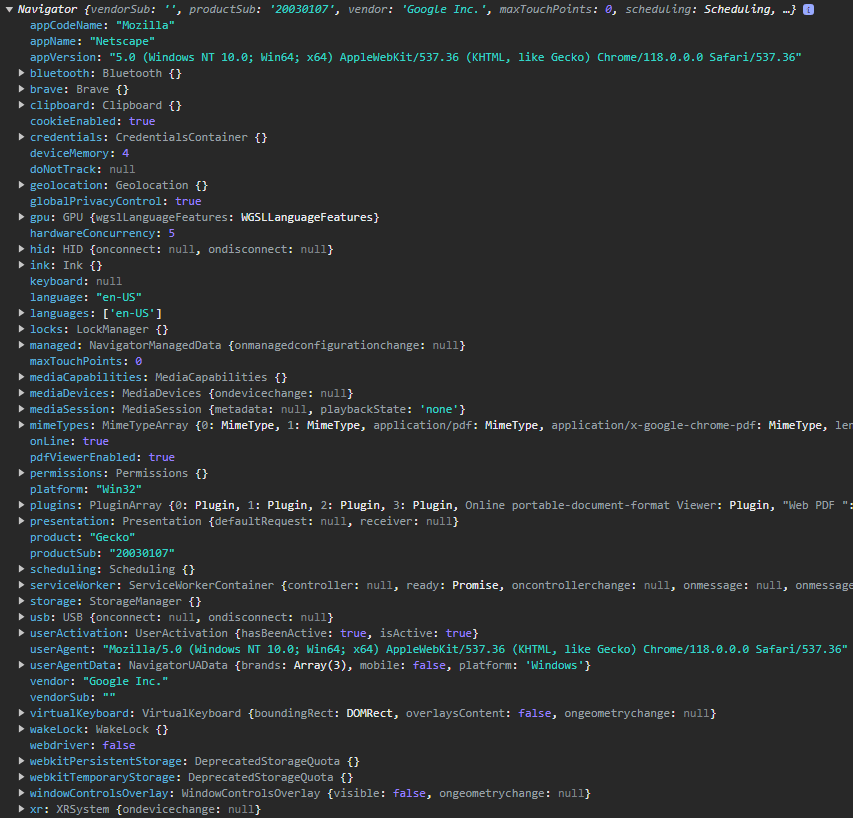 Navigator {vendorSub: '', productSub: '20030107', vendor: 'Google Inc.', maxTouchPoints: 0, scheduling: Scheduling, …} i
appCodeName: "Mozilla"
appName: "Netscape"
appVersion: "5.0 (Windows NT 10.0; Win64; x64) AppleWebKit/537.36 (KHTML, like Gecko) Chrome/118.0.0.0 Safari/537.36"
bluetooth: Bluetooth {}
brave: Brave {}
clipboard: Clipboard {}
cookieEnabled: true
credentials: CredentialsContainer {}
deviceMemory: 4
doNotTrack: null
geolocation: Geolocation {}
globalPrivacyControl: true
gpu: GPU {wgslLanguageFeatures: WGSLLanguageFeatures}
hardwareConcurrency: 5
hid: HID {onconnect: null, ondisconnect: null}
ink: Ink {}
keyboard: null
language: "en-US"
languages: ['en-US']
locks: LockManager {}
managed: NavigatorManagedData {onmanagedconfigurationchange: null}
maxTouchPoints: 0
mediaCapabilities: MediaCapabilities {}
mediaDevices: MediaDevices {ondevicechange: null}
mediaSession: MediaSession {metadata: null, playbackState: 'none'}
mimeTypes: MimeTypeArray {0: MimeType, 1: MimeType, application/pdf: MimeType, application/x-google-chrome-pdf: MimeType, len
onLine: true
pdfViewerEnabled: true
permissions: Permissions {}
platform: "Win32"
plugins: PluginArray {0: Plugin, 1: Plugin, 2: Plugin, 3: Plugin, Online portable-document-format Viewer: Plugin, "Web PDF ":
presentation: Presentation {defaultRequest: null, receiver: null}
product: "Gecko"
productSub: "20030107"
scheduling: Scheduling {}
serviceWorker: ServiceWorkerContainer {controller: null, ready: Promise, oncontrollerchange: null, onmessage: null, onmessage
storage: StorageManager {}
usb: USB {onconnect: null, ondisconnect: null}
userActivation: UserActivation {hasBeenActive: true, isActive: true}
userAgent: "Mozilla/5.0 (Windows NT 10.0; Win64; x64) AppleWebKit/537.36 (KHTML, like Gecko) Chrome/118.0.0.0 Safari/537.36"
userAgentData: NavigatorUAData {brands: Array(3), mobile: false, platform: 'Windows'}
vendor: "Google Inc."
vendorSub: ""
virtualKeyboard: VirtualKeyboard {boundingRect: DOMRect, overlaysContent: false, ongeometrychange: null}
wakeLock: WakeLock {}
webdriver: false
webkitPersistentStorage: DeprecatedStorageQuota {}
webkitTemporaryStorage: DeprecatedStorageQuota {}
windowControlsOverlay: WindowControlsOverlay {visible: false, ongeometrychange: null}
xr: XRSystem {ondevicechange: null}